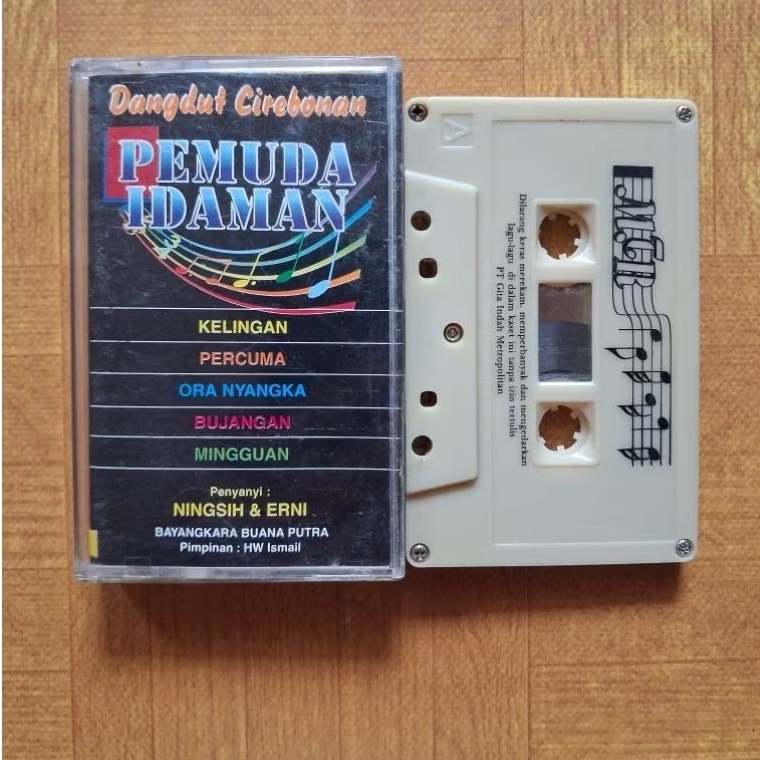 Dangdut Cirebonan
PEMUDA
IDAMAN
KELINGAN
PERCUMA
ORA NYANGKA
BUJANGAN
MINGGUAN
Penyanyi :
NINGSIH & ERNI
BAYANGKARA BUANA PUTRA
Pimpinan : HW Ismail
A
MGR
Dilarang keras merekam, memperbanyak dan mengedarkan
lagu-lagu di dalam kaset ini tanpa izin tertulis
PT Gita Indah Metropolitan